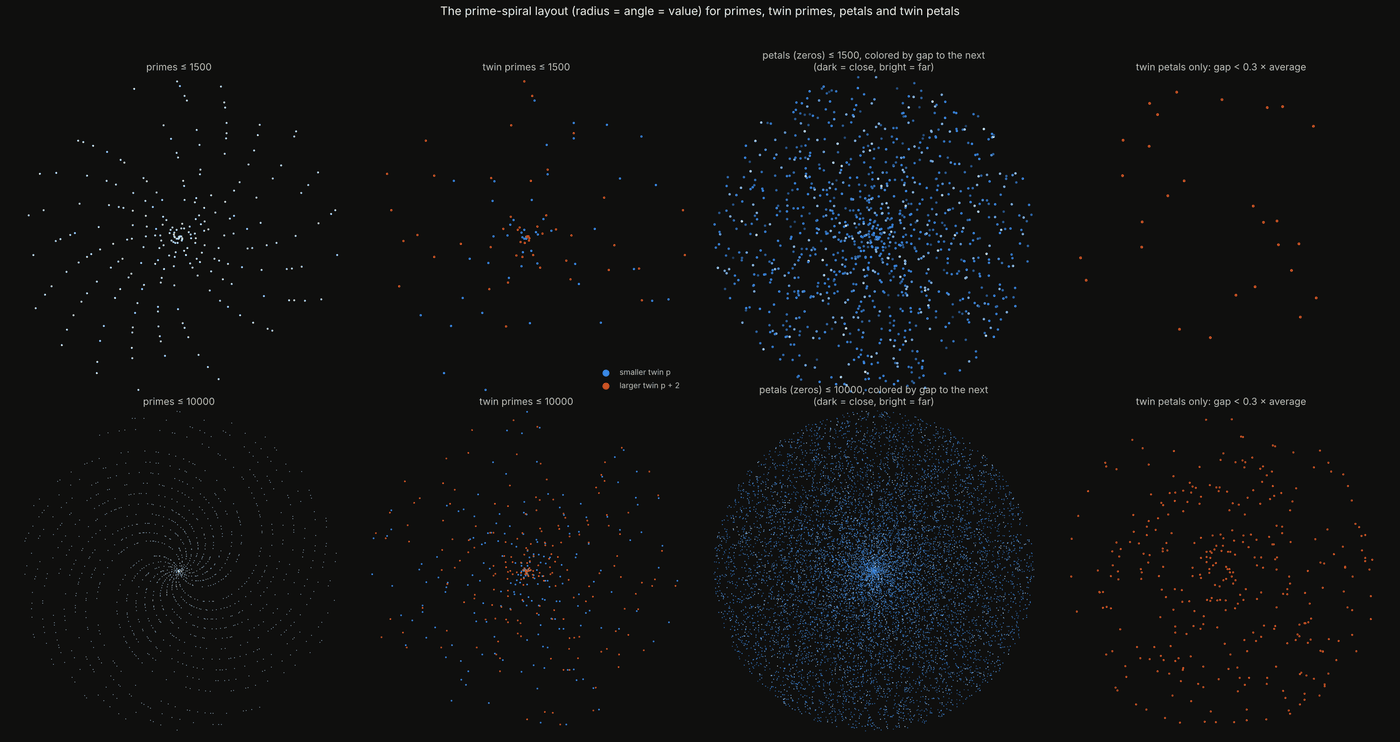 The prime-spiral layout (radius = angle = value) for primes, twin primes, petals and twin petals
primes ≤ 1500
twin primes ≤ 1500
petals (zeros) ≤ 1500, colored by gap to the next
(dark = close, bright = far)
twin petals only: gap < 0.3 × average
smaller twin p
larger twin p + 2
primes ≤ 10000
twin primes ≤ 10000
petals (zeros) ≤ 10000, colored by gap to the next
(dark = close, bright = far)
twin petals only: gap < 0.3 × average